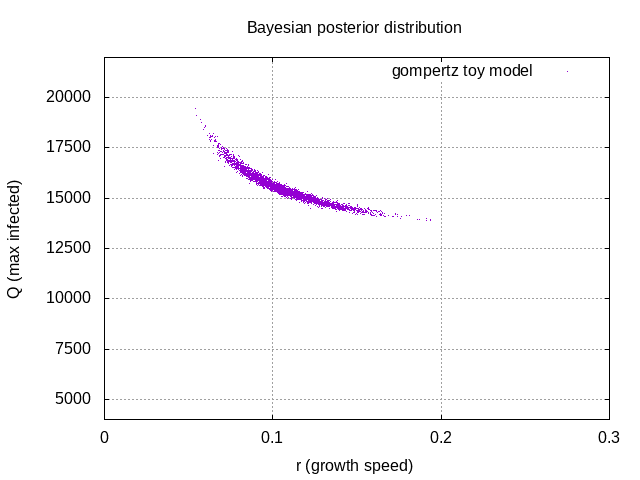 Bayesian posterior distribution
gompertz toy model
20000
17500
15000
12500
10000
7500
5000
Q (max infected)
0 0.1 0.2 0.3
r (growth speed)